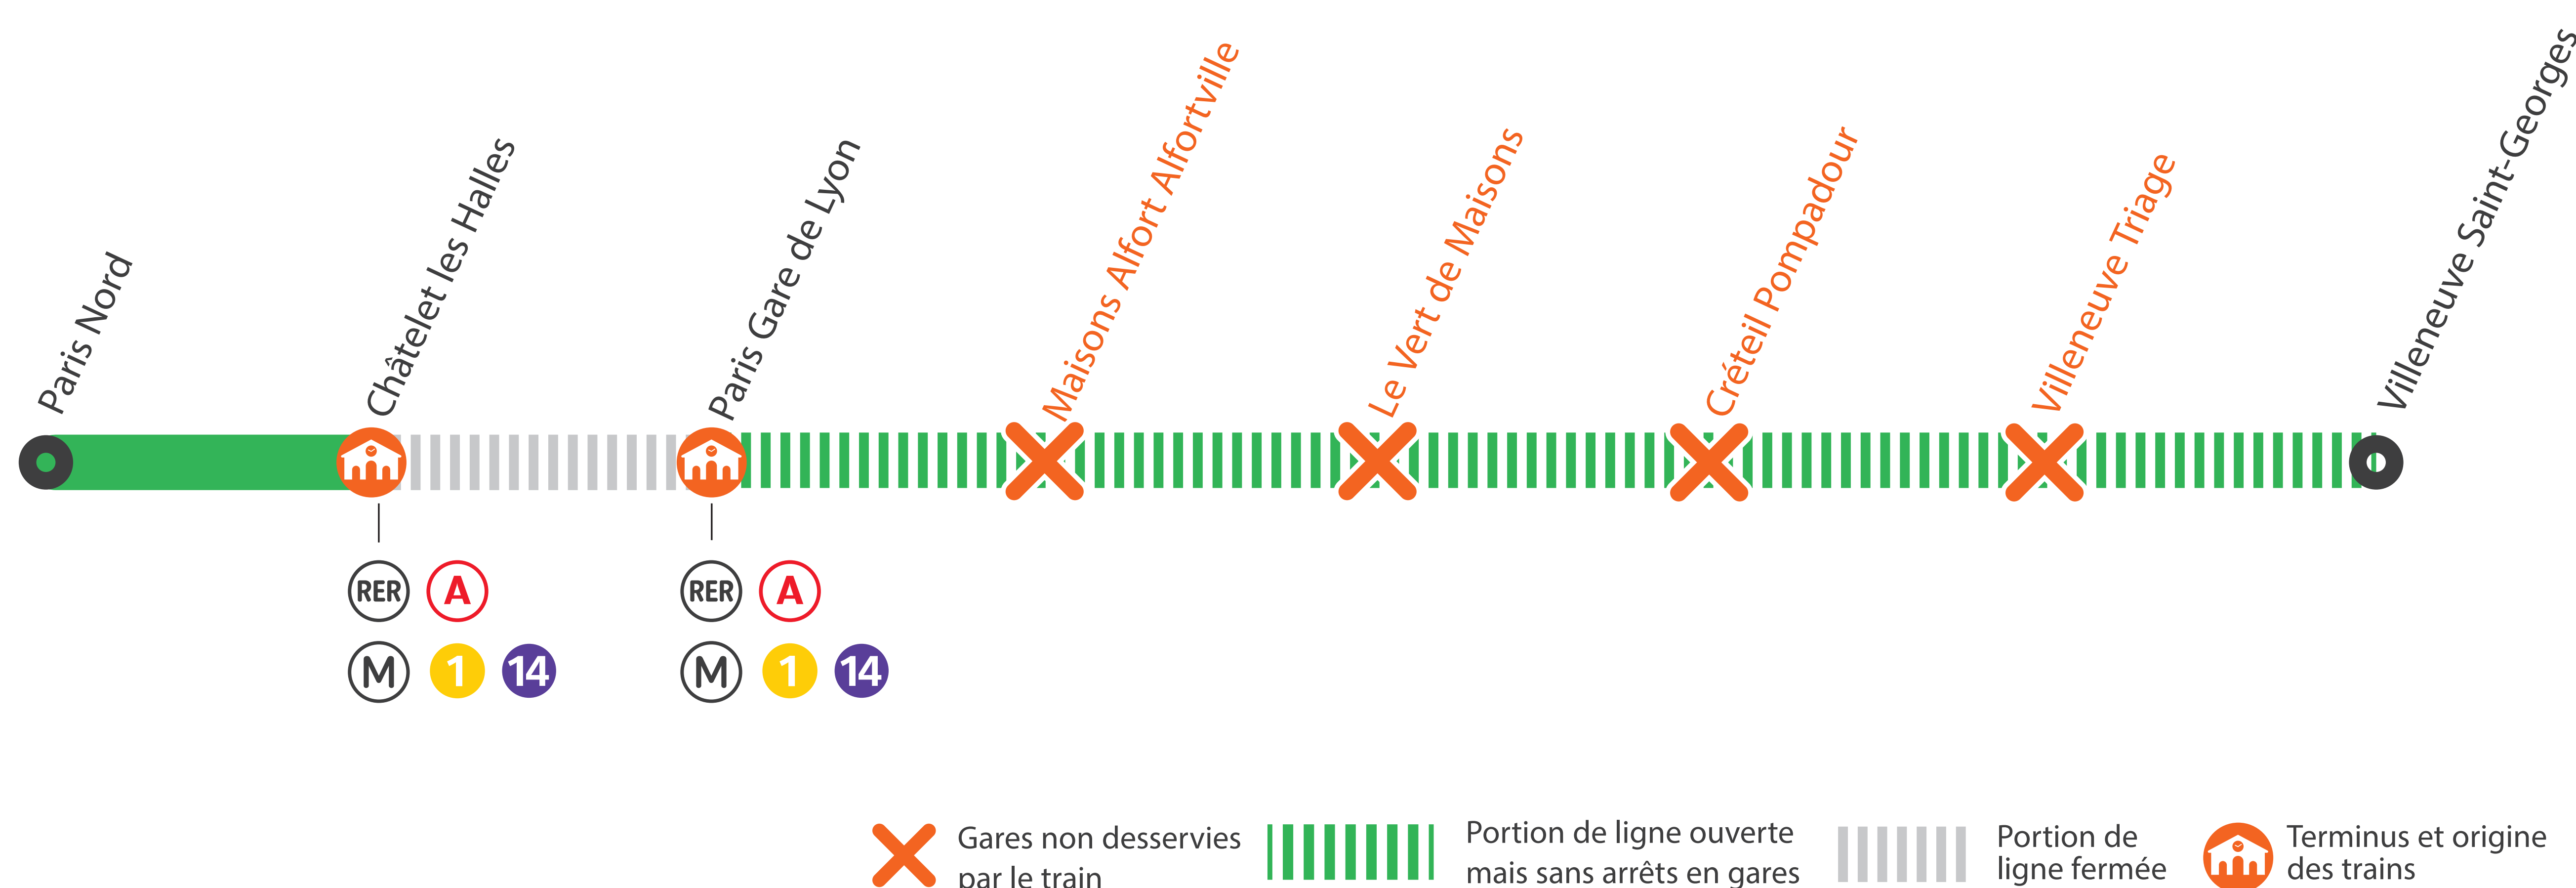 Paris Nord
Châtelet les Halles
Paris Gare de Lyon
Maisons Alfort Alfortville
Le Vert de Maisons
Créteil Pompadour
Villeneuve Triage
Villeneuve Saint-Georges
RER A
M 1 14
RER A
M 1 14
Gares non desservies
par le train
Portion de ligne ouverte
mais sans arrêts en gares
Portion de
ligne fermée
Terminus et origine
des trains